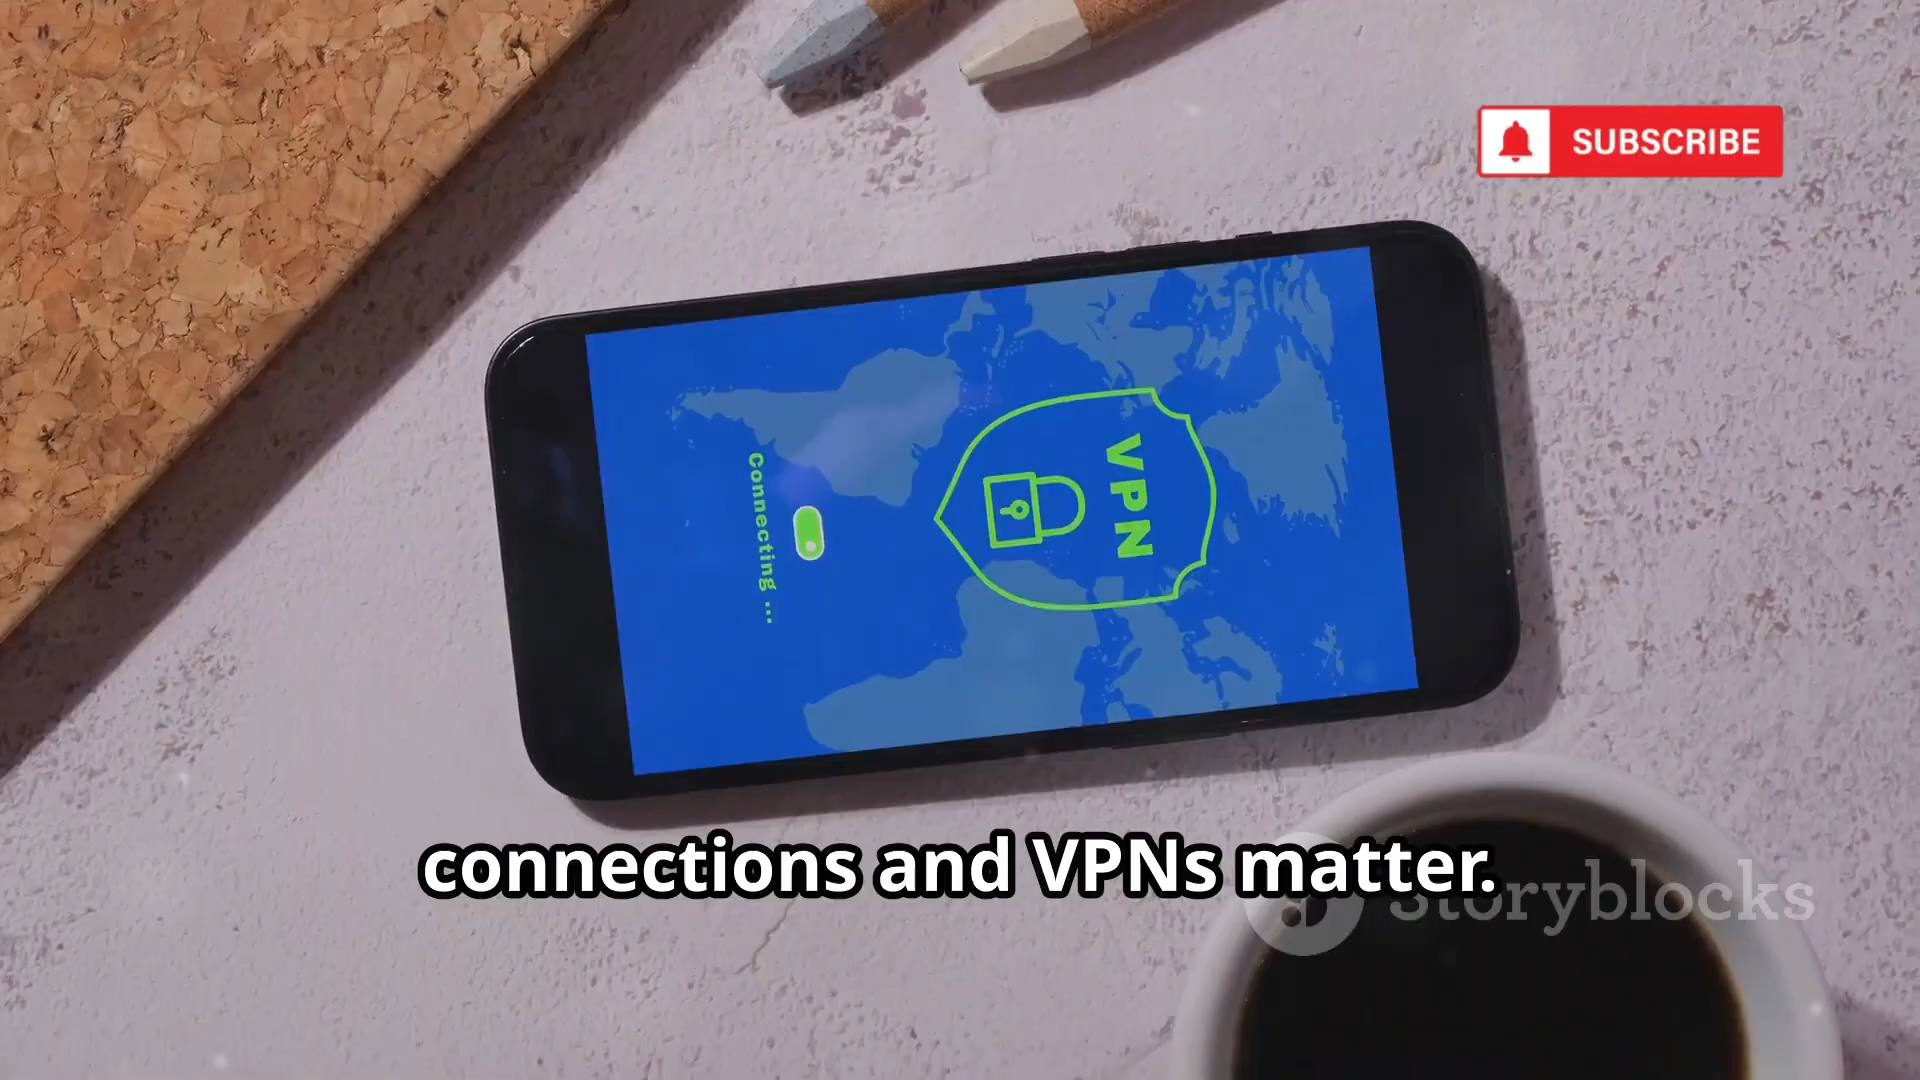 SUBSCRIBE
VPN
Connecting ...
connections and VPNs matter.
Storyblocks